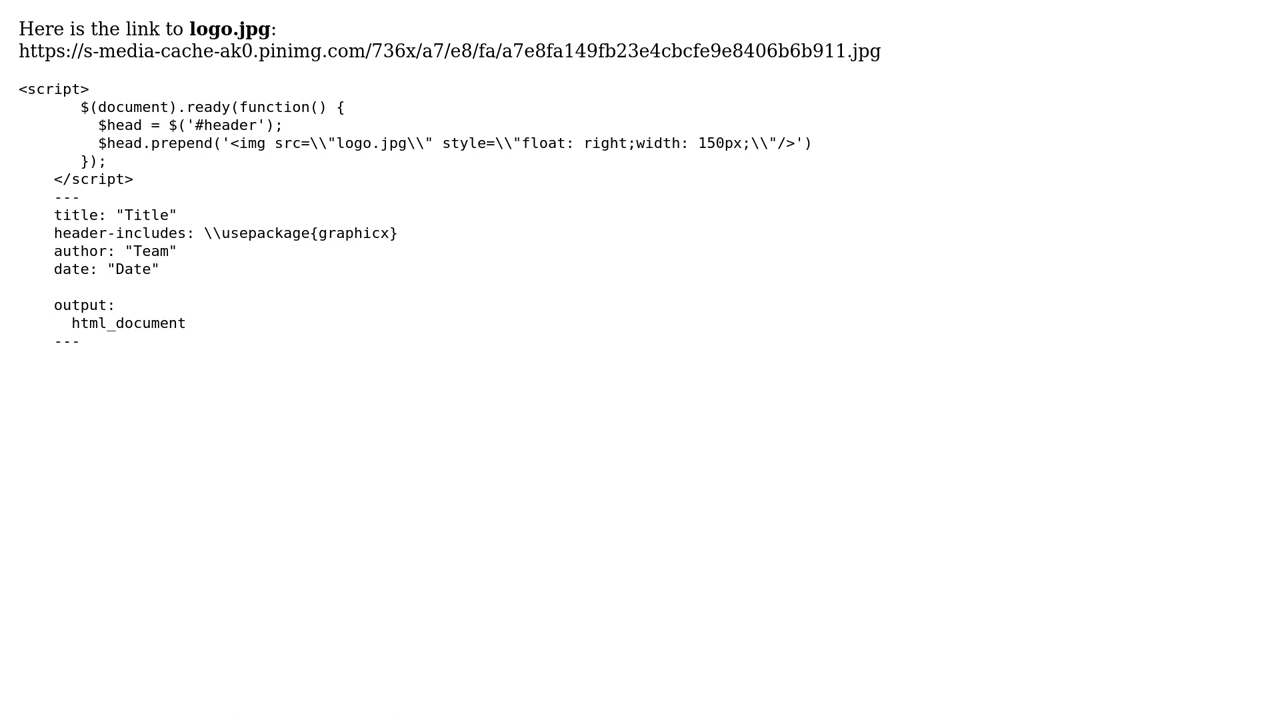 Here is the link to logo.jpg:
https://s-media-cache-ak0.pinimg.com/736x/a7/e8/fa/a7e8fa149fb23e4cbcfe9e8406b6b911.jpg
<script>
       $(document).ready(function() {
         $head = $('#header');
         $head.prepend('<img src=\\"logo.jpg\\" style=\\"float: right;width: 150px;\\"/>')
       });
    </script>
    ---
    title: "Title"
    header-includes: \\usepackage{graphicx}
    author: "Team"
    date: "Date"

    output:
      html_document
    ---